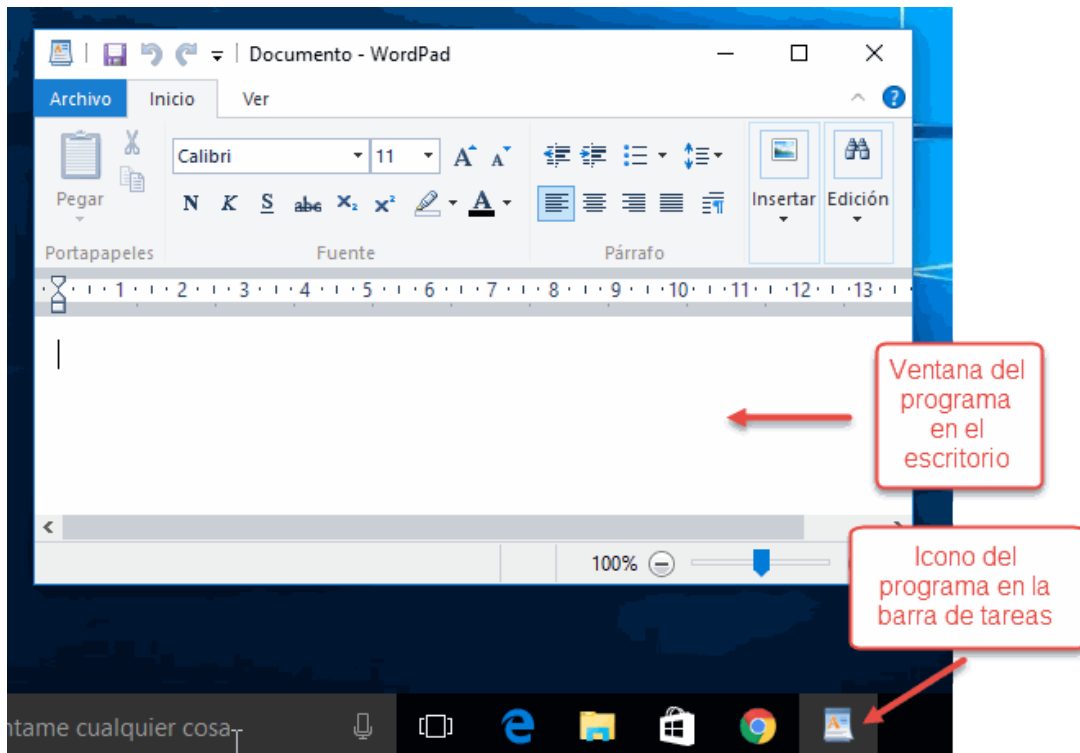 Documento - WordPad
Archivo Inicio Ver
Calibri 11 A A
Pegar N K S abc X₂ X² A Insertar Edición
Portapapeles Fuente Párrafo
1 2 3 4 5 6 7 8 9 10 11 12 13
Ventana del
programa
en el
escritorio
100%
Icono del
programa en la
barra de tareas
ntame cualquier cosa